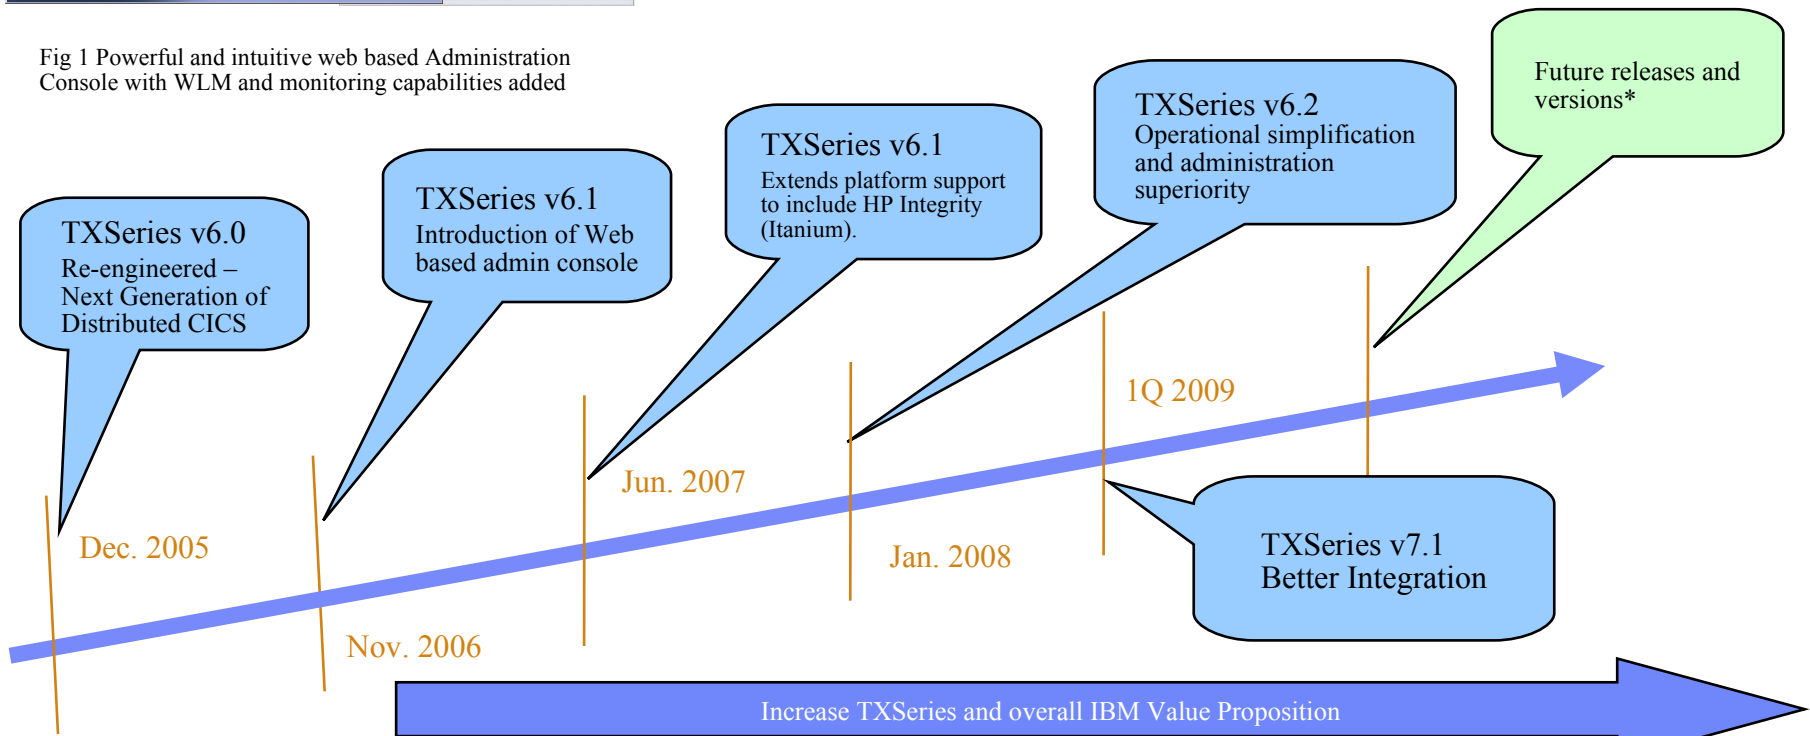 Fig 1 Powerful and intuitive web based Administration
Console with WLM and monitoring capabilities added
TXSeries v6.0
Re-engineered –
Next Generation of
Distributed CICS
TXSeries v6.1
Introduction of Web
based admin console
TXSeries v6.1
Extends platform support
to include HP Integrity
(Itanium).
TXSeries v6.2
Operational simplification
and administration
superiority
Future releases and
versions*
Dec. 2005
Nov. 2006
Jun. 2007
Jan. 2008
1Q 2009
TXSeries v7.1
Better Integration
Increase TXSeries and overall IBM Value Proposition